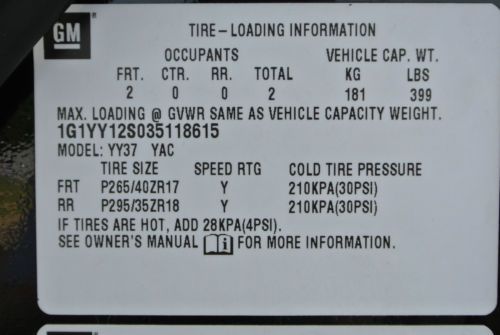 GM
TIRE-LOADING INFORMATION
OCCUPANTS VEHICLE CAP. WT.
FRT. CTR. RR. TOTAL KG LBS
2 0 0 2 181 399
MAX. LOADING @ GVWR SAME AS VEHICLE CAPACITY WEIGHT.
1G1YY12S035118615
MODEL: YY37 YAC
TIRE SIZE SPEED RTG COLD TIRE PRESSURE
FRT P265/40ZR17 Y 210KPA(30PSI)
RR P295/35ZR18 Y 210KPA(30PSI)
IF TIRES ARE HOT, ADD 28KPA(4PSI).
SEE OWNER'S MANUAL i FOR MORE INFORMATION.